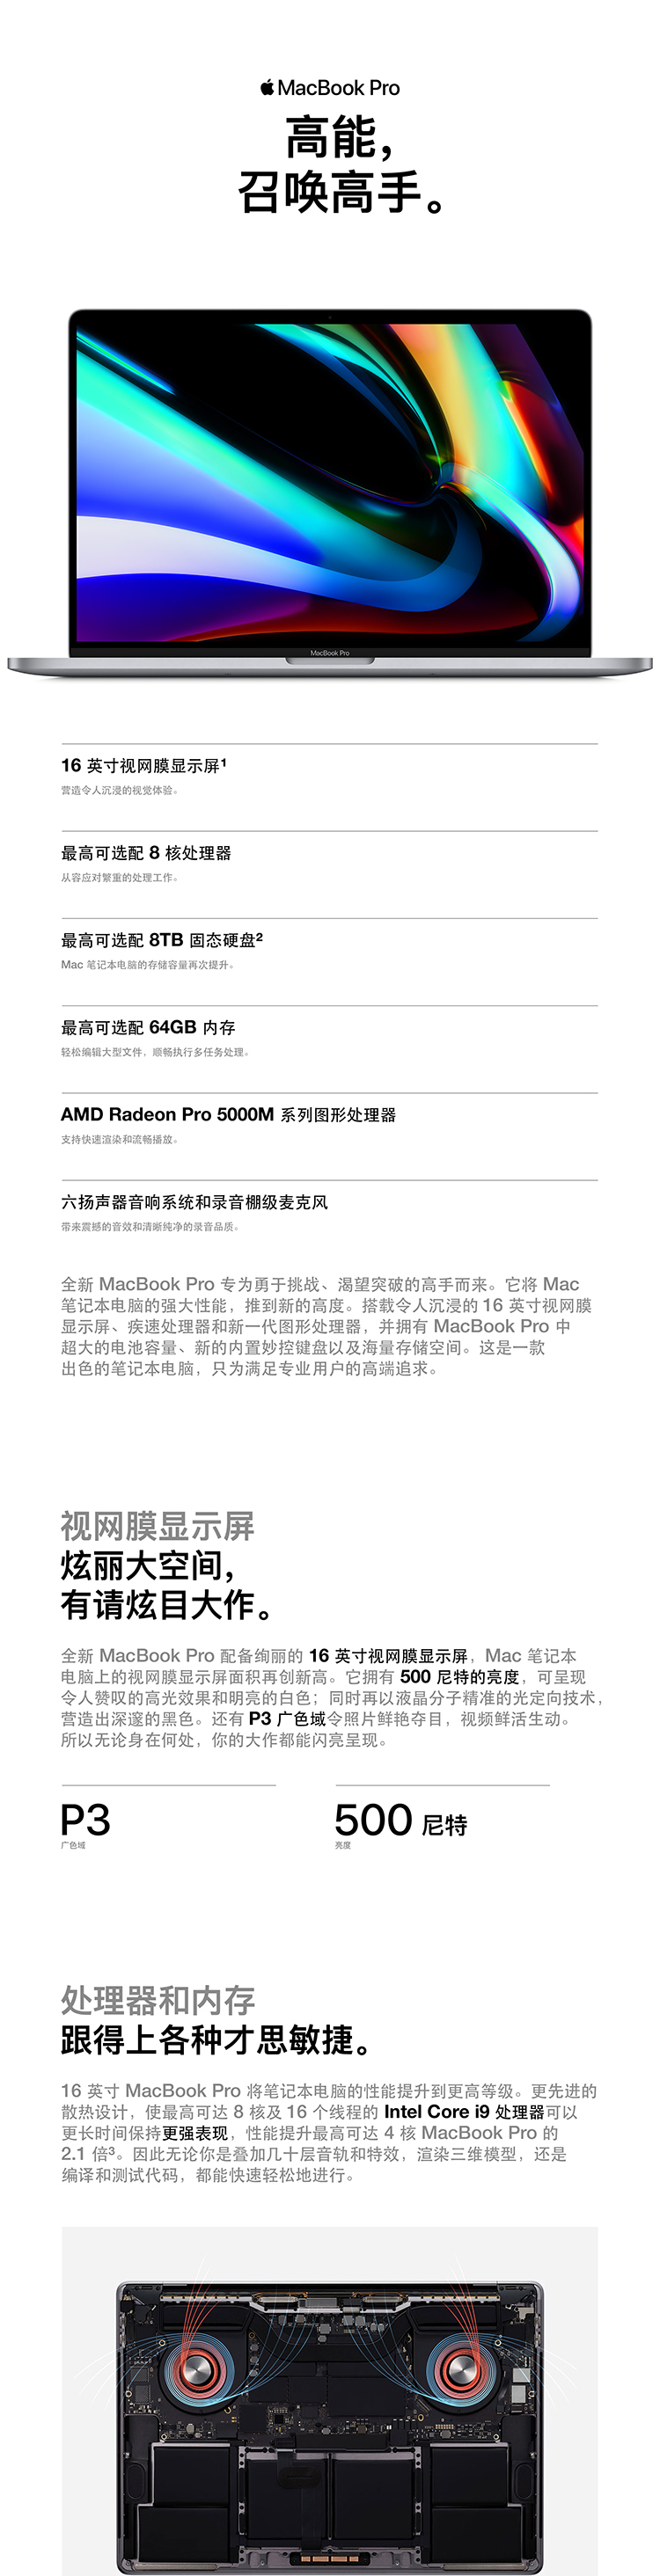 MacBook Pro
高能，
召唤高手。
MacBook Pro
16 英寸视网膜显示屏¹
营造令人沉浸的视觉体验。
最高可选配 8 核处理器
从容应对繁重的处理工作。
最高可选配 8TB 固态硬盘²
Mac 笔记本电脑的存储容量再次提升。
最高可选配 64GB 内存
轻松编辑大型文件，顺畅执行多任务处理。
AMD Radeon Pro 5000M 系列图形处理器
支持快速渲染和流畅播放。
六扬声器音响系统和录音棚级麦克风
带来震撼的音效和清晰纯净的录音品质。
全新 MacBook Pro 专为勇于挑战、渴望突破的高手而来。它将 Mac
笔记本电脑的强大性能，推到新的高度。搭载令人沉浸的 16 英寸视网膜
显示屏、疾速处理器和新一代图形处理器，并拥有 MacBook Pro 中
超大的电池容量、新的内置妙控键盘以及海量存储空间。这是一款
出色的笔记本电脑，只为满足专业用户的高端追求。
视网膜显示屏
炫丽大空间，
有请炫目大作。
全新 MacBook Pro 配备绚丽的 16 英寸视网膜显示屏，Mac 笔记本
电脑上的视网膜显示屏面积再创新高。它拥有 500 尼特的亮度，可呈现
令人赞叹的高光效果和明亮的白色；同时再以液晶分子精准的光定向技术，
营造出深邃的黑色。还有 P3 广色域令照片鲜艳夺目，视频鲜活生动。
所以无论身在何处，你的大作都能闪亮呈现。
P3
广色域
500 尼特
亮度
处理器和内存
跟得上各种才思敏捷。
16 英寸 MacBook Pro 将笔记本电脑的性能提升到更高等级。更先进的
散热设计，使最高可达 8 核及 16 个线程的 Intel Core i9 处理器可以
更长时间保持更强表现，性能提升最高可达 4 核 MacBook Pro 的
2.1 倍³。因此无论你是叠加几十层音轨和特效，渲染三维模型，还是
编译和测试代码，都能快速轻松地进行。